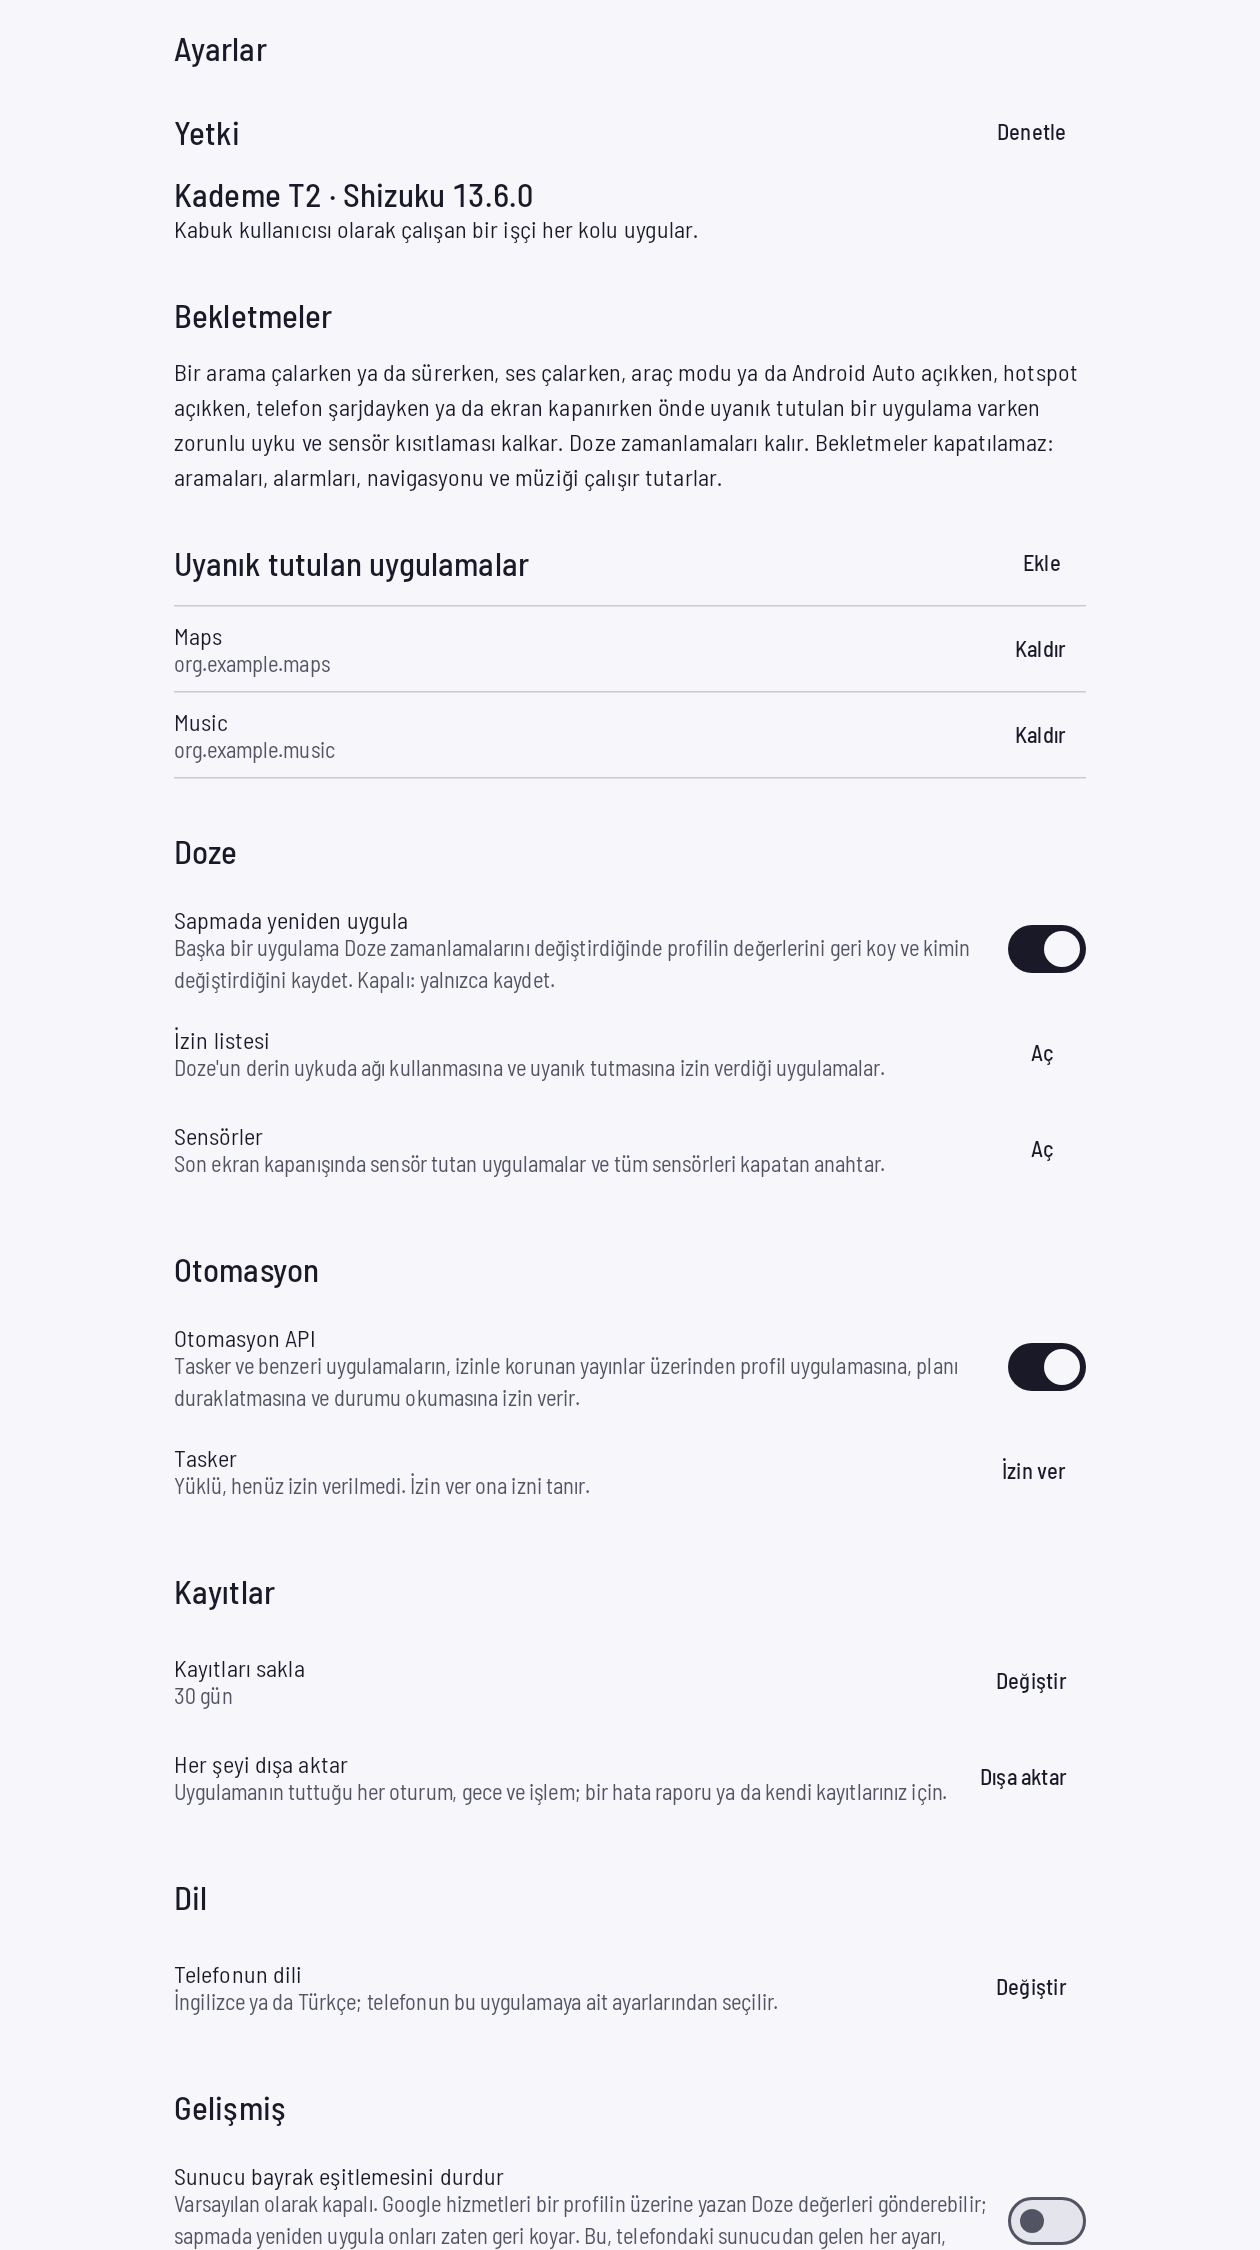 Ayarlar
Yetki
Denetle
Kademe T2 · Shizuku 13.6.0
Kabuk kullanıcısı olarak çalışan bir işçi her kolu uygular.
Bekletmeler
Bir arama çalarken ya da sürerken, ses çalarken, araç modu ya da Android Auto açıkken, hotspot
açıkken, telefon şarjdayken ya da ekran kapanırken önde uyanık tutulan bir uygulama varken
zorunlu uyku ve sensör kısıtlaması kalkar. Doze zamanlamaları kalır. Bekletmeler kapatılamaz:
aramaları, alarmları, navigasyonu ve müziği çalışır tutarlar.
Uyanık tutulan uygulamalar
Ekle
Maps
org.example.maps
Kaldır
Music
org.example.music
Kaldır
Doze
Sapmada yeniden uygula
Başka bir uygulama Doze zamanlamalarını değiştirdiğinde profilin değerlerini geri koy ve kimin
değiştirdiğini kaydet. Kapalı: yalnızca kaydet.
İzin listesi
Doze'un derin uykuda ağı kullanmasına ve uyanık tutmasına izin verdiği uygulamalar.
Aç
Sensörler
Son ekran kapanışında sensör tutan uygulamalar ve tüm sensörleri kapatan anahtar.
Aç
Otomasyon
Otomasyon API
Tasker ve benzeri uygulamaların, izinle korunan yayınlar üzerinden profil uygulamasına, planı
duraklatmasına ve durumu okumasına izin verir.
Tasker
Yüklü, henüz izin verilmedi. İzin ver ona izni tanır.
İzin ver
Kayıtlar
Kayıtları sakla
30 gün
Değiştir
Her şeyi dışa aktar
Uygulamanın tuttuğu her oturum, gece ve işlem; bir hata raporu ya da kendi kayıtlarınız için.
Dışa aktar
Dil
Telefonun dili
İngilizce ya da Türkçe; telefonun bu uygulamaya ait ayarlarından seçilir.
Değiştir
Gelişmiş
Sunucu bayrak eşitlemesini durdur
Varsayılan olarak kapalı. Google hizmetleri bir profilin üzerine yazan Doze değerleri gönderebilir;
sapmada yeniden uygula onları zaten geri koyar. Bu, telefondaki sunucudan gelen her ayarı,